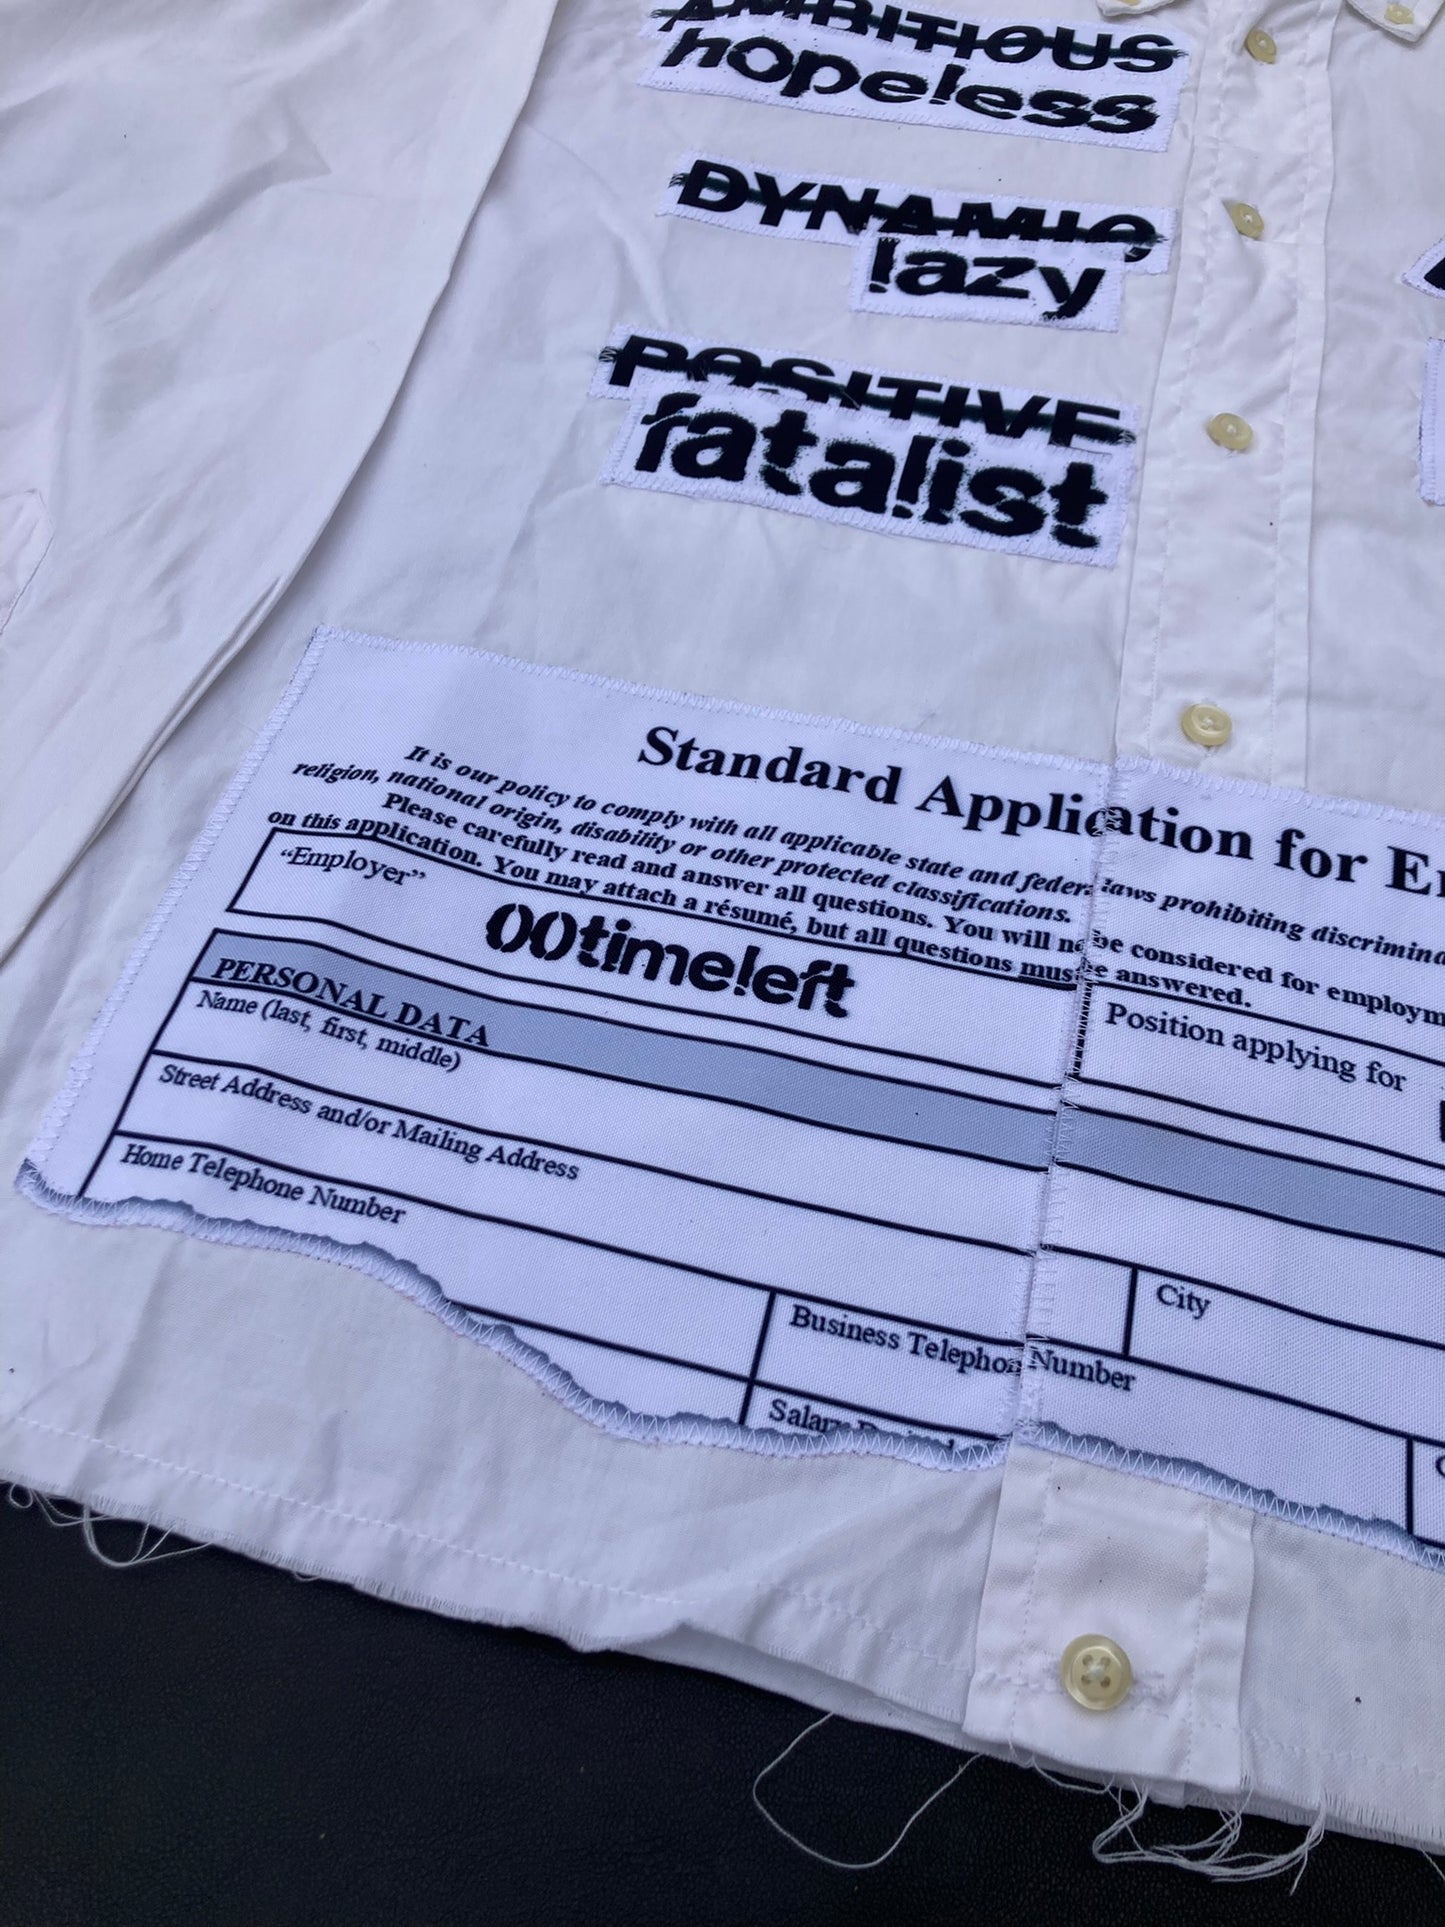 AMBITIOUS
hopeless
DYNAMIC
lazy
POSITIVE
fatalist
Standard Application for E
It is our policy to comply with all applicable state and federal laws prohibiting
religion, national origin, disability or other protected classifications.
Please carefully read and answer all questions. You will be considered for
on this application. You may attach a résumé, but all questions must be answered.
“Employer”
00timeleft
Position applying for
PERSONAL DATA
Name (last, first, middle)
Street Address and/or Mailing Address
City
Home Telephone Number
Business Telephone Number
Salary